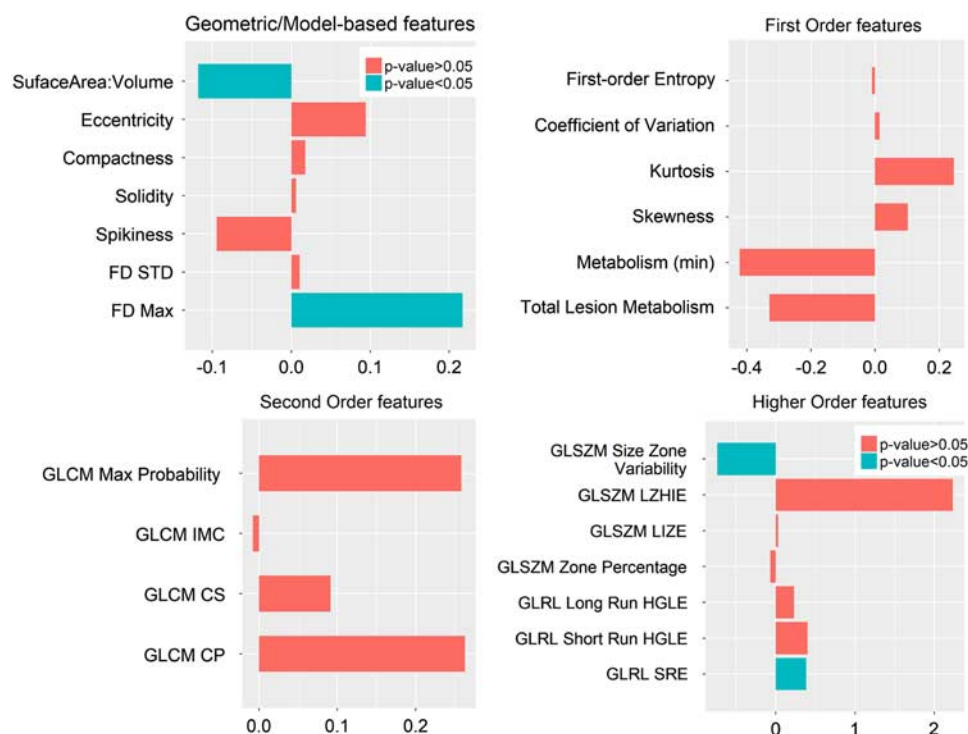 Geometric/Model-based features
p-value>0.05
p-value<0.05
SufaceArea:Volume
Eccentricity
Compactness
Solidity
Spikiness
FD STD
FD Max
-0.1 0.0 0.1 0.2
First Order features
First-order Entropy
Coefficient of Variation
Kurtosis
Skewness
Metabolism (min)
Total Lesion Metabolism
-0.4 -0.2 0.0 0.2
Second Order features
GLCM Max Probability
GLCM IMC
GLCM CS
GLCM CP
0.0 0.1 0.2
Higher Order features
p-value>0.05
p-value<0.05
GLSZM Size Zone
Variability
GLSZM LZHIE
GLSZM LIZE
GLSZM Zone Percentage
GLRL Long Run HGLE
GLRL Short Run HGLE
GLRL SRE
0 1 2